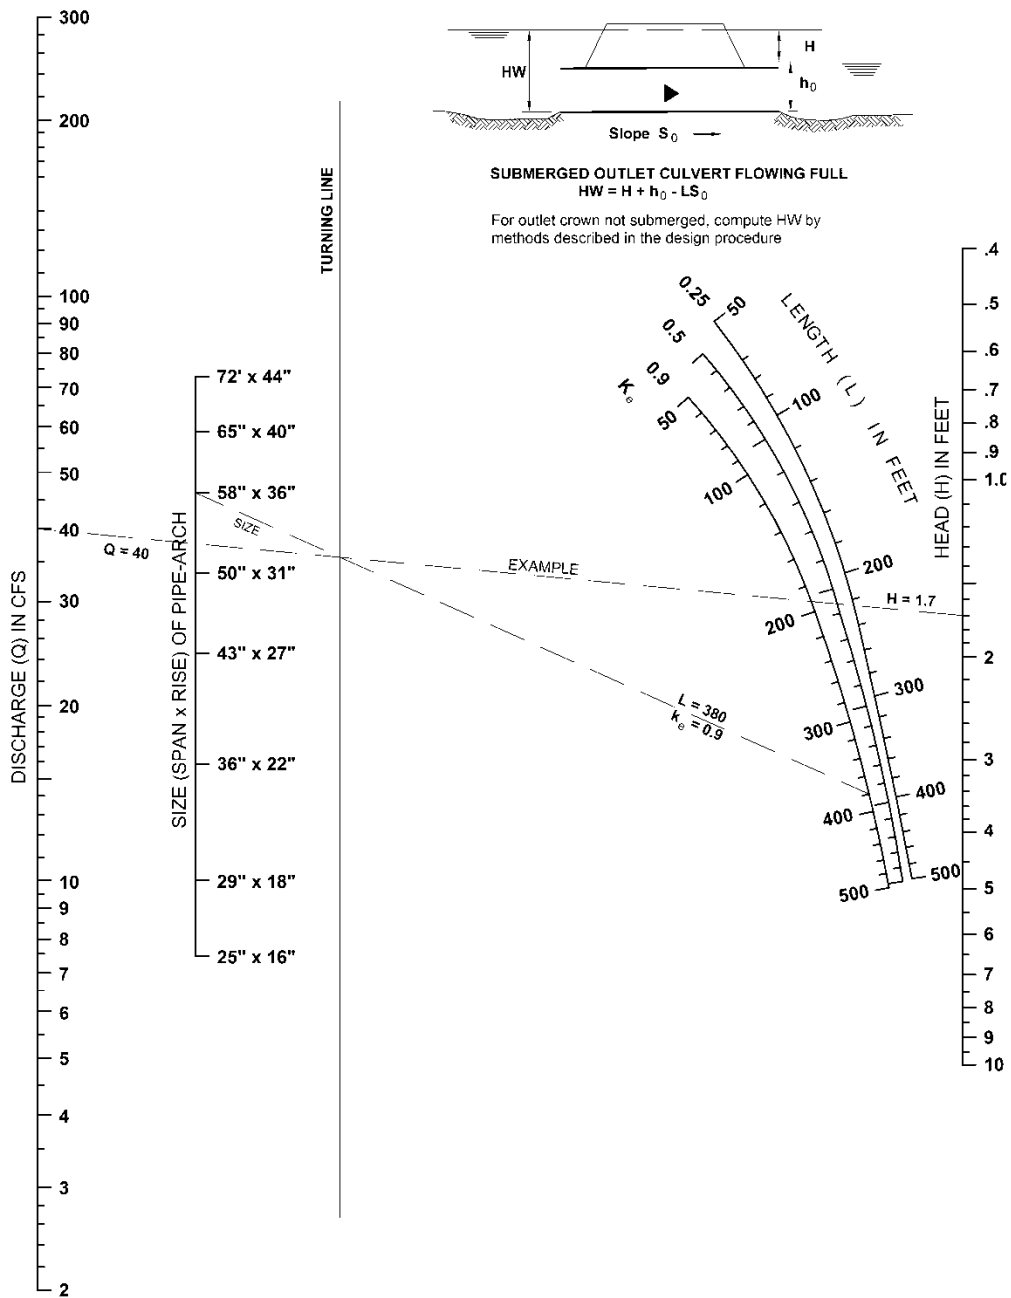 300
200
100
90
80
70
60
50
40
30
20
10
9
8
7
6
5
4
3
2
DISCHARGE (Q) IN CFS
72' x 44"
65" x 40"
58" x 36"
50" x 31"
43" x 27"
36" x 22"
29" x 18"
25" x 16"
SIZE (SPAN x RISE) OF PIPE-ARCH
TURNING LINE
HW
H
h0
Slope S0
SUBMERGED OUTLET CULVERT FLOWING FULL
HW = H + h0 - LS0
For outlet crown not submerged, compute HW by
methods described in the design procedure
SIZE
Q = 40
EXAMPLE
H = 1.7
L = 380
ke = 0.9
Ke
0.9
0.5
0.25
50
100
200
300
400
500
50
100
200
300
400
500
LENGTH (L) IN FEET
HEAD (H) IN FEET
.4
.5
.6
.7
.8
.9
1.0
2
3
4
5
6
7
8
9
10